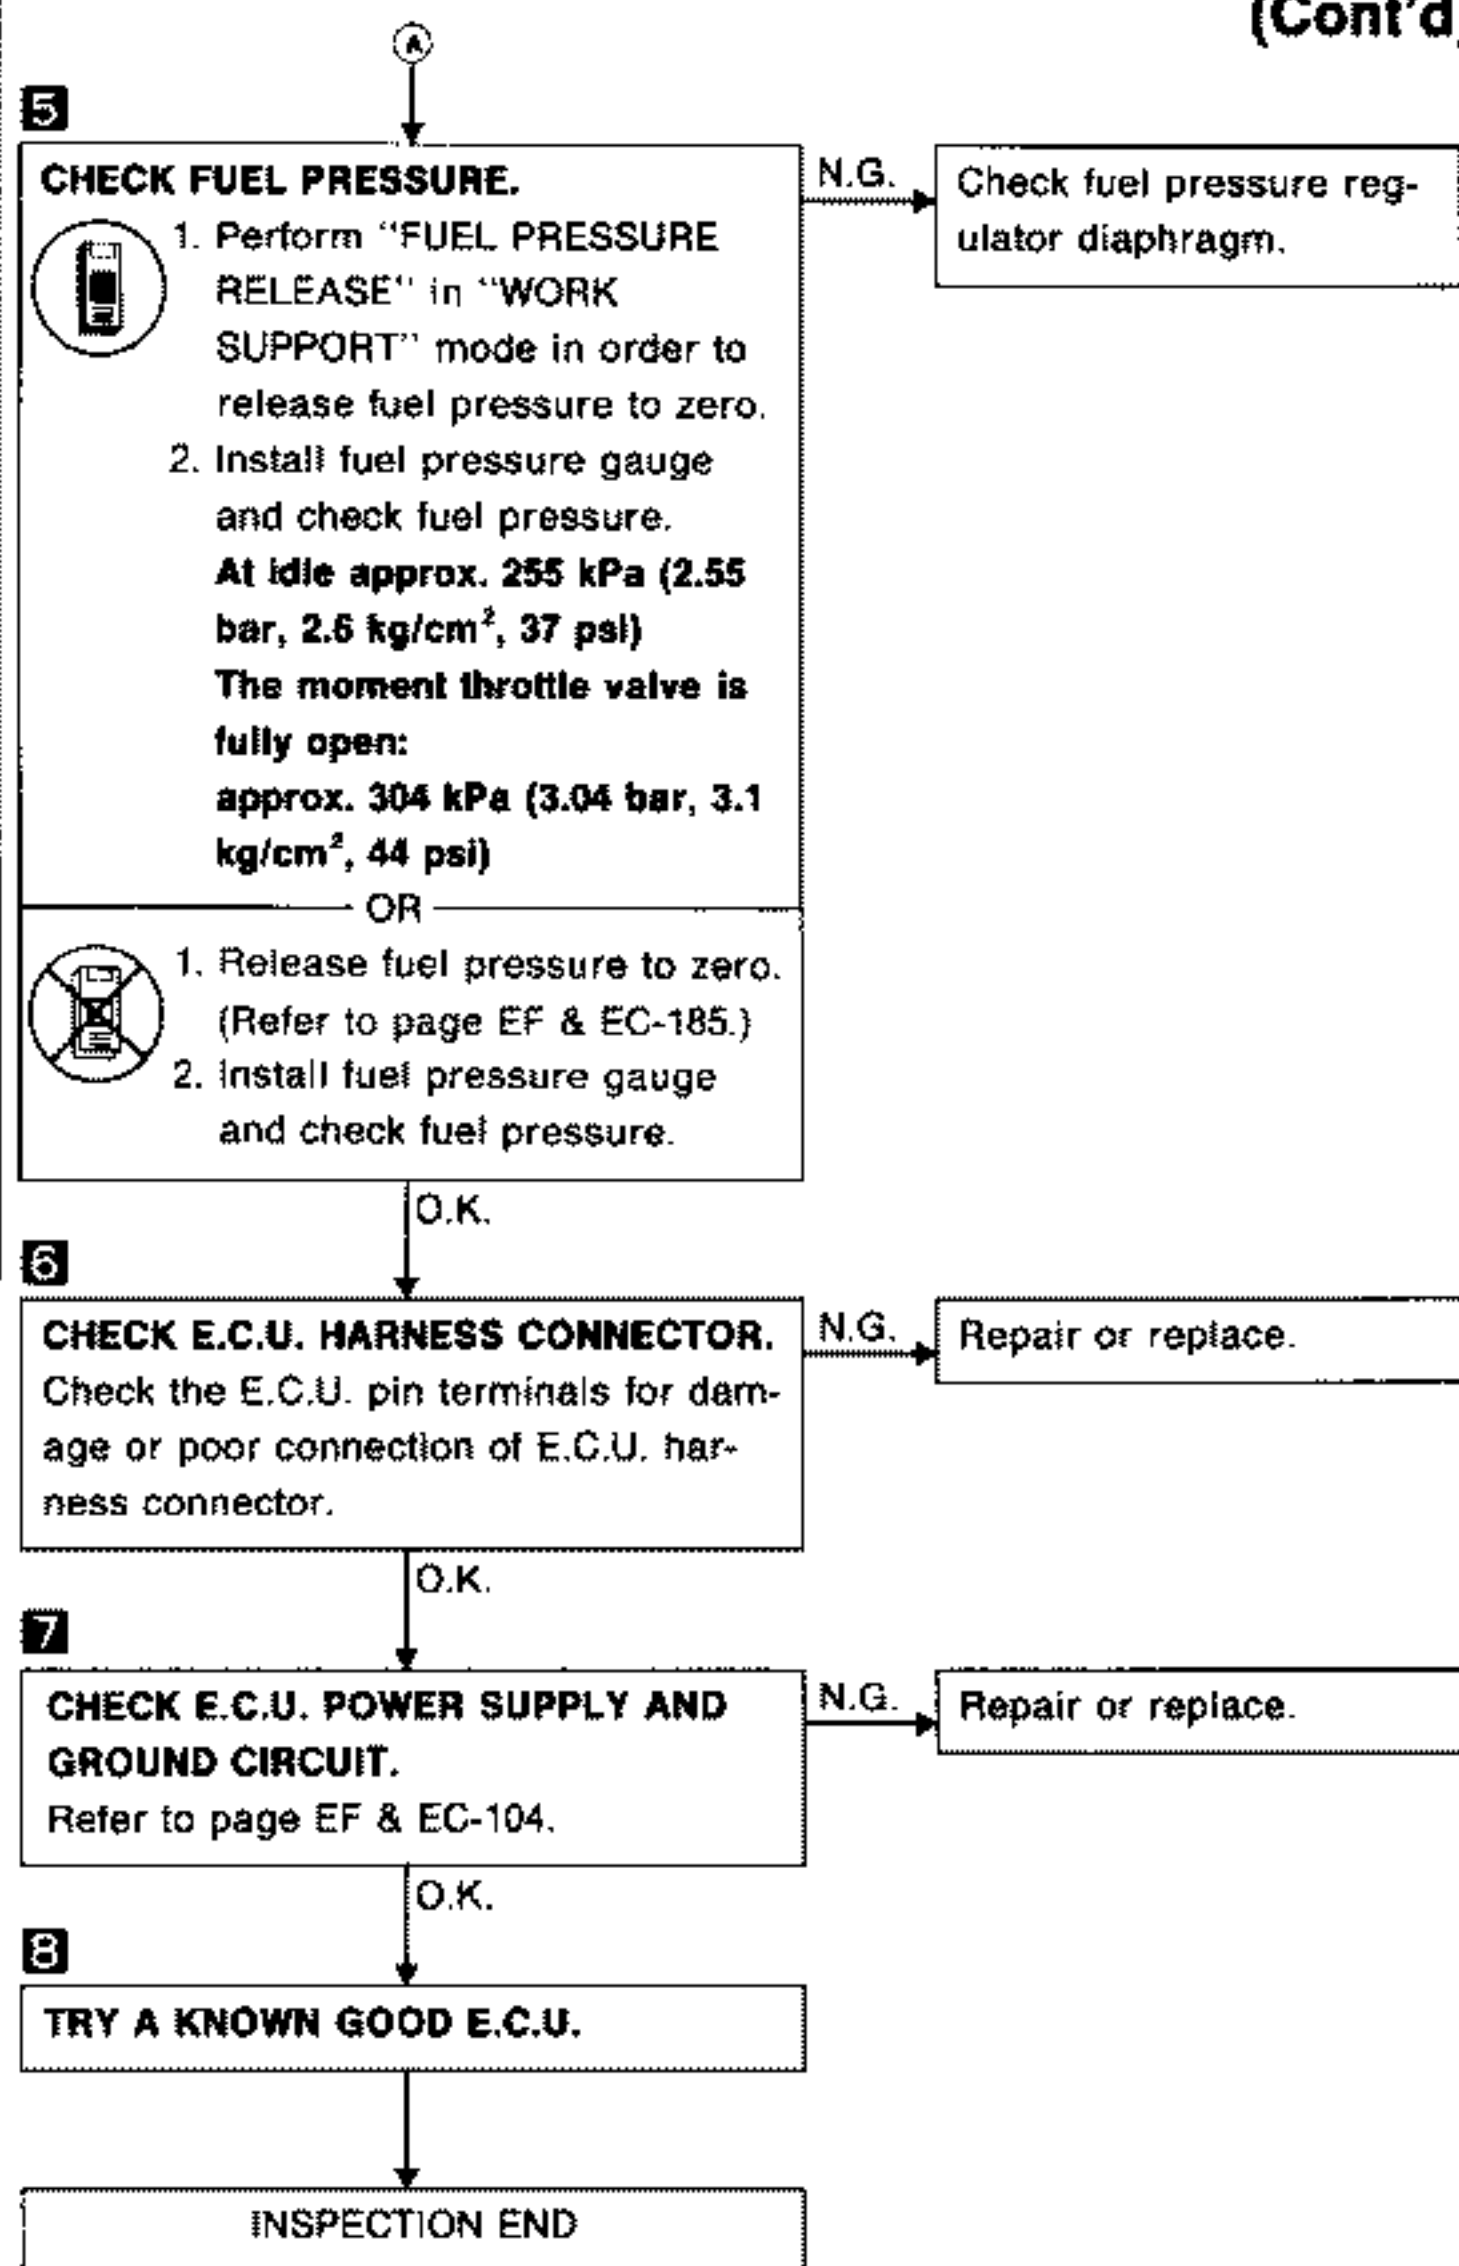 (Cont'd
A
5
CHECK FUEL PRESSURE.
1. Perform "FUEL PRESSURE
RELEASE" in "WORK
SUPPORT" mode in order to
release fuel pressure to zero.
2. Install fuel pressure gauge
and check fuel pressure.
At idle approx. 255 kPa (2.55
bar, 2.6 kg/cm², 37 psi)
The moment throttle valve is
fully open:
approx. 304 kPa (3.04 bar, 3.1
kg/cm², 44 psi)
N.G.
Check fuel pressure reg-
ulator diaphragm.
OR
1. Release fuel pressure to zero.
(Refer to page EF & EC-185.)
2. Install fuel pressure gauge
and check fuel pressure.
O.K.
6
CHECK E.C.U. HARNESS CONNECTOR.
Check the E.C.U. pin terminals for dam-
age or poor connection of E.C.U. har-
ness connector.
N.G.
Repair or replace.
O.K.
7
CHECK E.C.U. POWER SUPPLY AND
GROUND CIRCUIT.
Refer to page EF & EC-104.
N.G.
Repair or replace.
O.K.
8
TRY A KNOWN GOOD E.C.U.
INSPECTION END